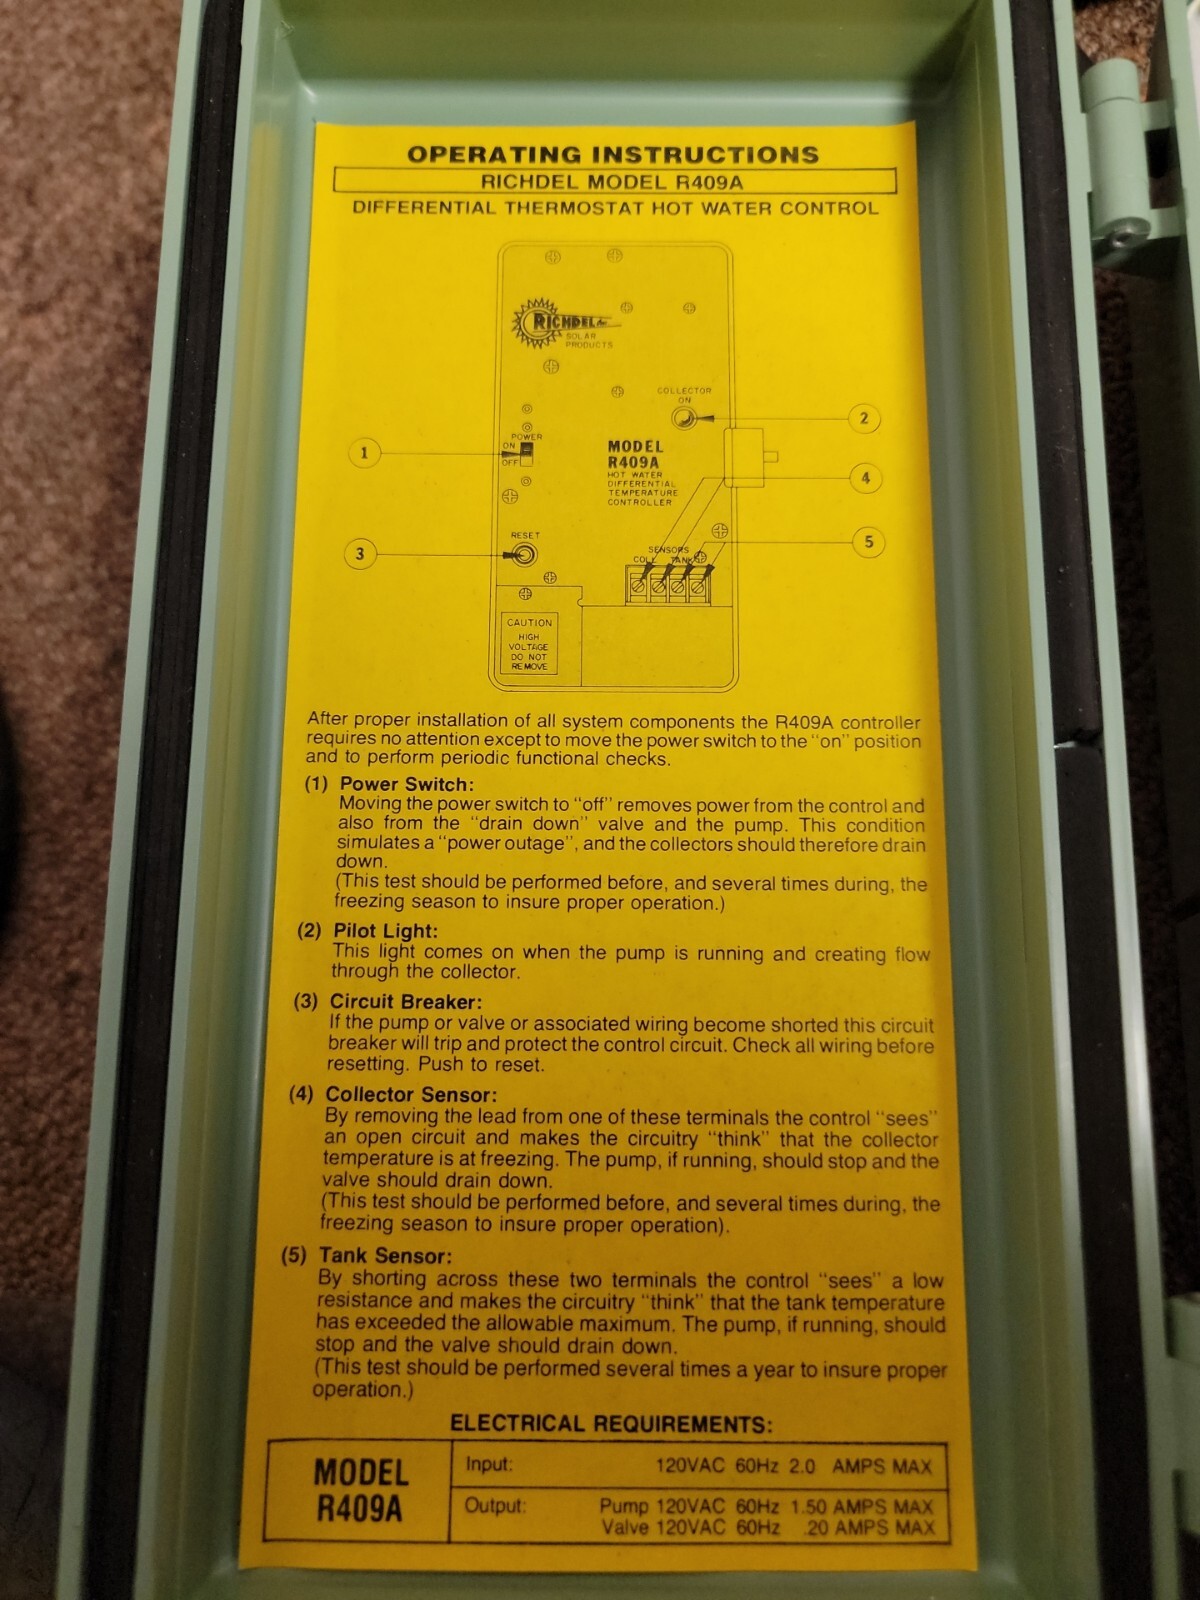 OPERATING INSTRUCTIONS
RICHDEL MODEL R409A
DIFFERENTIAL THERMOSTAT HOT WATER CONTROL
RICHDEL
SOLAR
PRODUCTS
COLLECTOR
ON
2
POWER
ON
OFF
1
MODEL
R409A
HOT WATER
DIFFERENTIAL
TEMPERATURE
CONTROLLER
4
RESET
3
SENSORS
COLL TANK
5
CAUTION
HIGH
VOLTAGE
DO NOT
REMOVE
After proper installation of all system components the R409A controller
requires no attention except to move the power switch to the "on" position
and to perform periodic functional checks.
(1) Power Switch:
Moving the power switch to "off" removes power from the control and
also from the "drain down" valve and the pump. This condition
simulates a "power outage", and the collectors should therefore drain
down.
(This test should be performed before, and several times during, the
freezing season to insure proper operation.)
(2) Pilot Light:
This light comes on when the pump is running and creating flow
through the collector.
(3) Circuit Breaker:
If the pump or valve or associated wiring become shorted this circuit
breaker will trip and protect the control circuit. Check all wiring before
resetting. Push to reset.
(4) Collector Sensor:
By removing the lead from one of these terminals the control "sees"
an open circuit and makes the circuitry "think" that the collector
temperature is at freezing. The pump, if running, should stop and the
valve should drain down.
(This test should be performed before, and several times during, the
freezing season to insure proper operation).
(5) Tank Sensor:
By shorting across these two terminals the control "sees" a low
resistance and makes the circuitry "think" that the tank temperature
has exceeded the allowable maximum. The pump, if running, should
stop and the valve should drain down.
(This test should be performed several times a year to insure proper
operation.)
ELECTRICAL REQUIREMENTS:
MODEL
R409A
Input: 120VAC 60Hz 2.0 AMPS MAX
Output: Pump 120VAC 60Hz 1.50 AMPS MAX
Valve 120VAC 60Hz .20 AMPS MAX